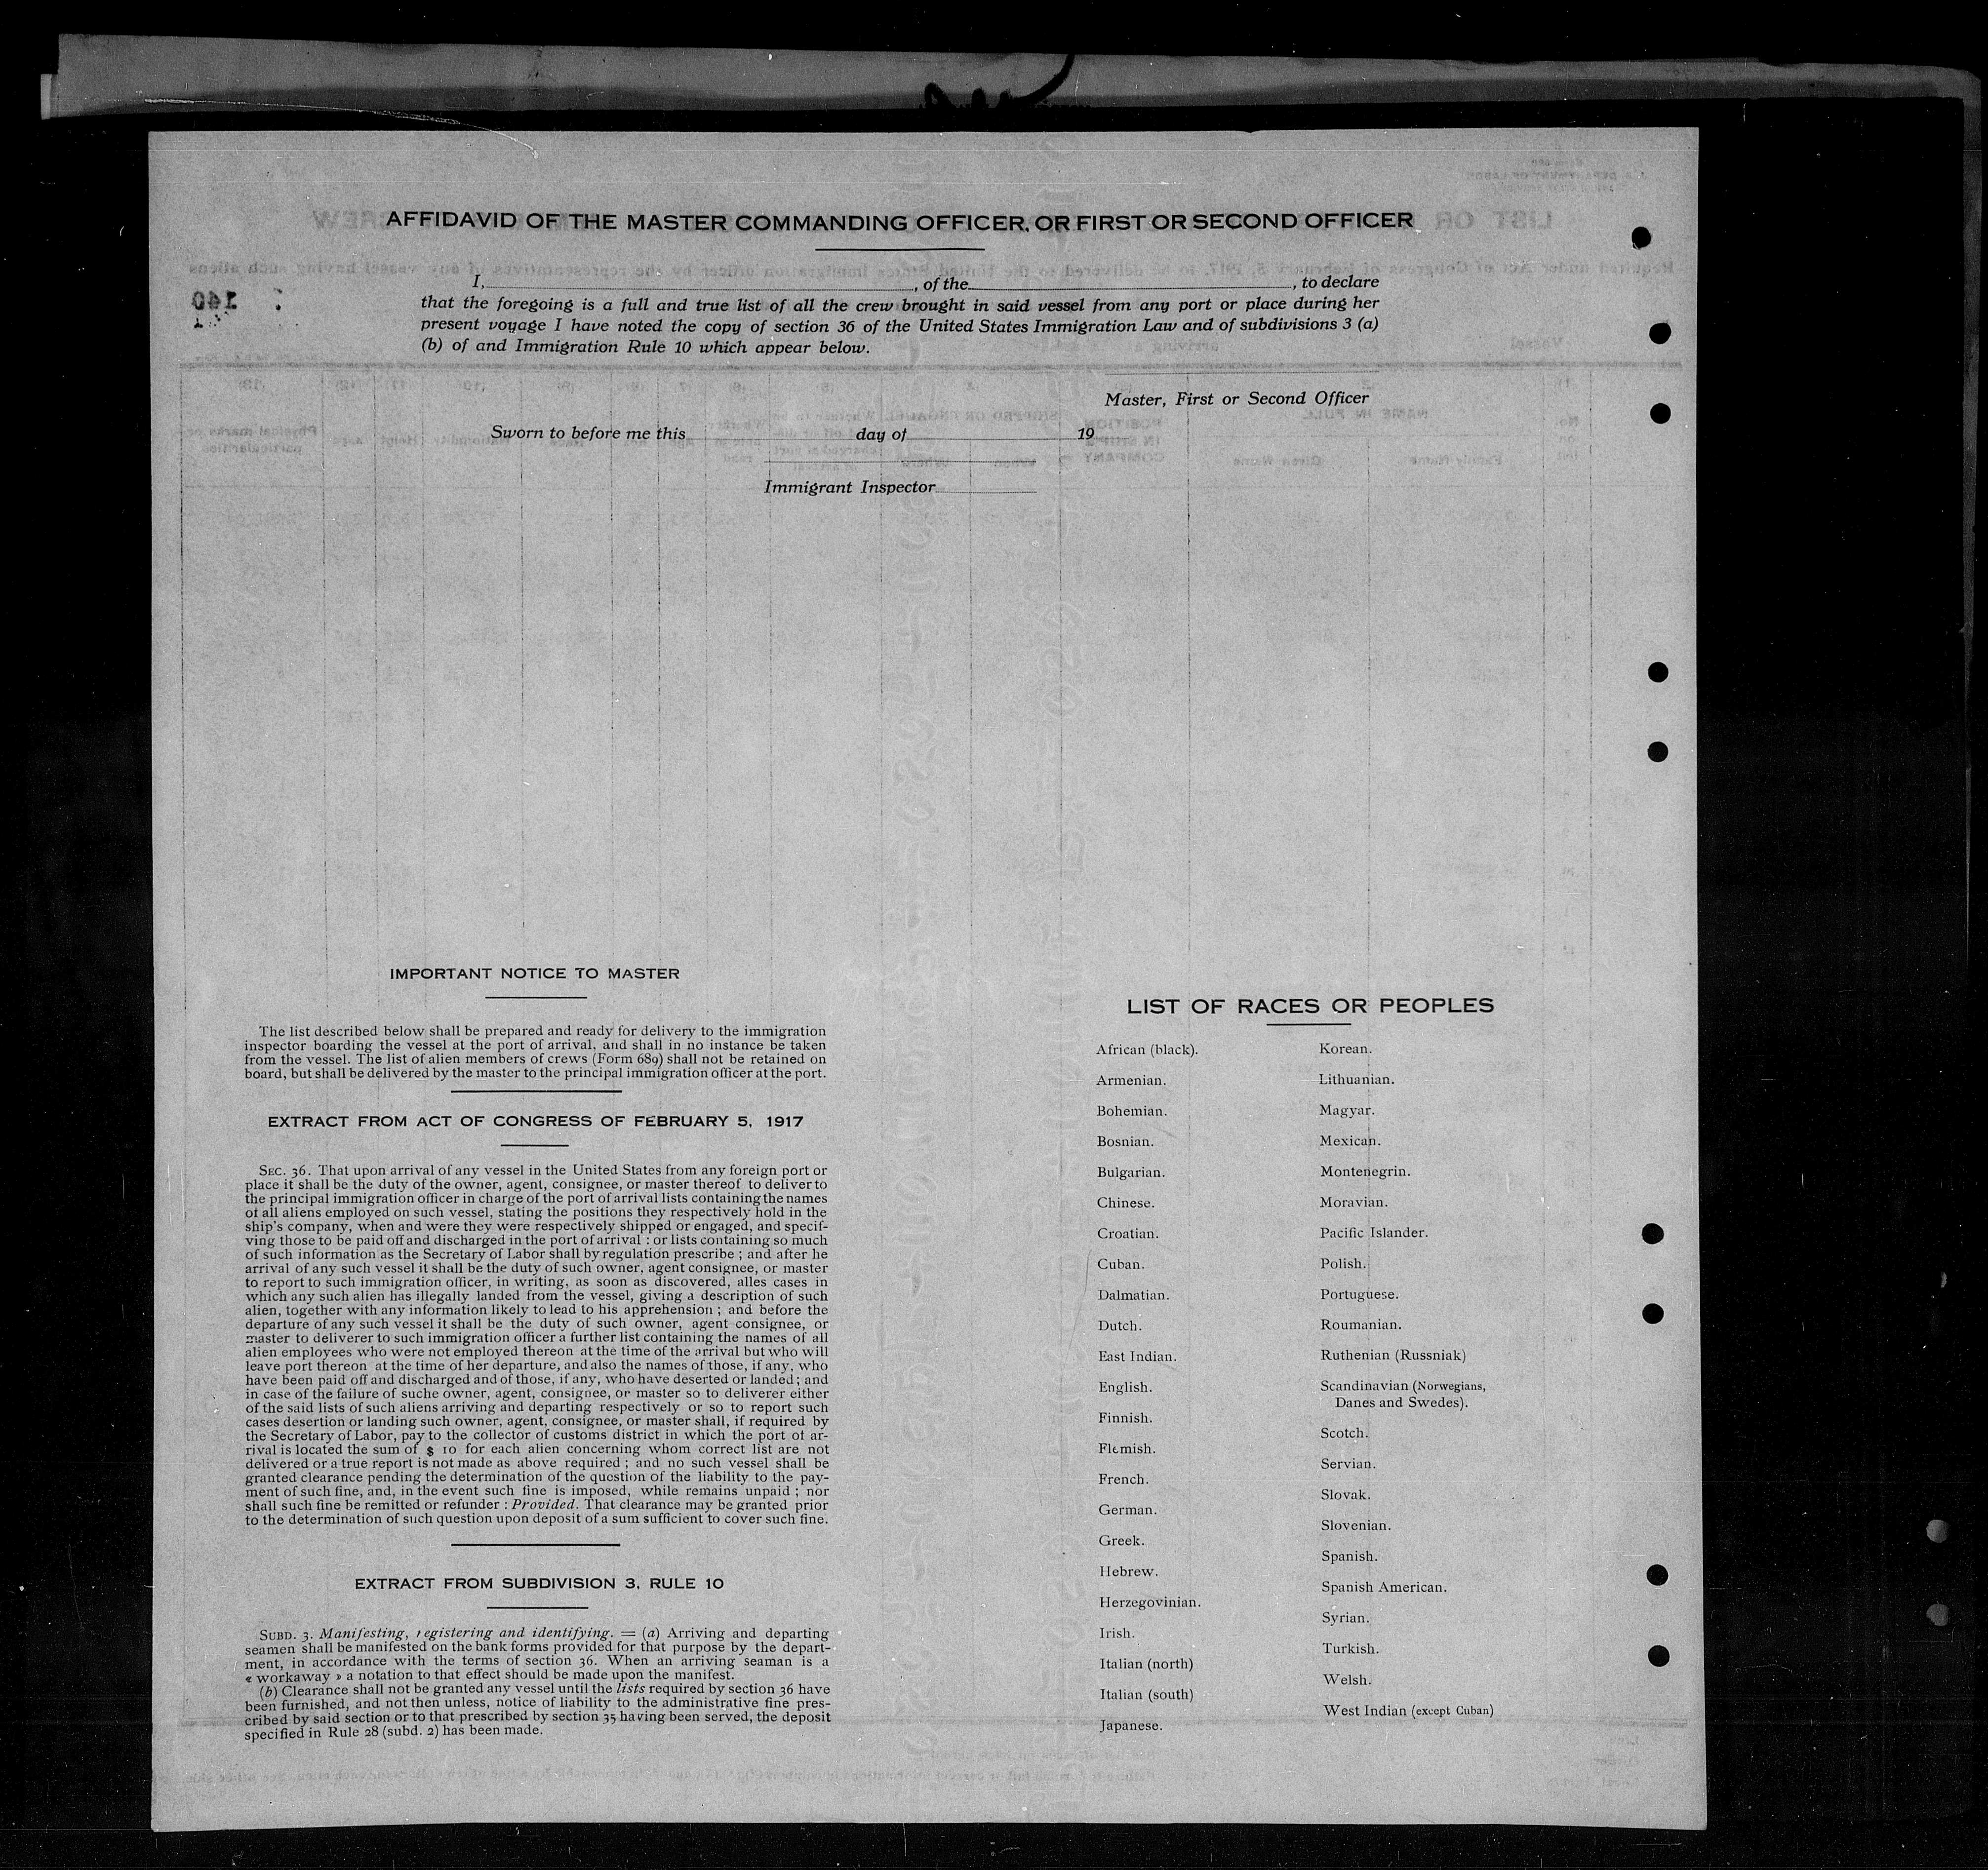 AFFIDAVID OF THE MASTER COMMANDING OFFICER, OR FIRST OR SECOND OFFICER
I, , of the , to declare
that the foregoing is a full and true list of all the crew brought in said vessel from any port or place during her
present voyage I have noted the copy of section 36 of the United States Immigration Law and of subdivisions 3 (a)
(b) of and Immigration Rule 10 which appear below.
Master, First or Second Officer
Sworn to before me this day of 19
Immigrant Inspector
IMPORTANT NOTICE TO MASTER
The list described below shall be prepared and ready for delivery to the immigration
inspector boarding the vessel at the port of arrival, and shall in no instance be taken
from the vessel. The list of alien members of crews (Form 689) shall not be retained on
board, but shall be delivered by the master to the principal immigration officer at the port.
EXTRACT FROM ACT OF CONGRESS OF FEBRUARY 5, 1917
SEC. 36. That upon arrival of any vessel in the United States from any foreign port or
place it shall be the duty of the owner, agent, consignee, or master thereof to deliver to
the principal immigration officer in charge of the port of arrival lists containing the names
of all aliens employed on such vessel, stating the positions they respectively hold in the
ship's company, when and were they were respectively shipped or engaged, and specif-
ving those to be paid off and discharged in the port of arrival : or lists containing so much
of such information as the Secretary of Labor shall by regulation prescribe ; and after he
arrival of any such vessel it shall be the duty of such owner, agent consignee, or master
to report to such immigration officer, in writing, as soon as discovered, alles cases in
which any such alien has illegally landed from the vessel, giving a description of such
alien, together with any information likely to lead to his apprehension ; and before the
departure of any such vessel it shall be the duty of such owner, agent consignee, or
master to deliverer to such immigration officer a further list containing the names of all
alien employees who were not employed thereon at the time of the arrival but who will
leave port thereon at the time of her departure, and also the names of those, if any, who
have been paid off and discharged and of those, if any, who have deserted or landed ; and
in case of the failure of suche owner, agent, consignee, or master so to deliverer either
of the said lists of such aliens arriving and departing respectively or so to report such
cases desertion or landing such owner, agent, consignee, or master shall, if required by
the Secretary of Labor, pay to the collector of customs district in which the port of ar-
rival is located the sum of $ 10 for each alien concerning whom correct list are not
delivered or a true report is not made as above required ; and no such vessel shall be
granted clearance pending the determination of the question of the liability to the pay-
ment of such fine, and, in the event such fine is imposed, while remains unpaid ; nor
shall such fine be remitted or refunder : Provided. That clearance may be granted prior
to the determination of such question upon deposit of a sum sufficient to cover such fine.
EXTRACT FROM SUBDIVISION 3, RULE 10
SUBD. 3. Manifesting, registering and identifying. = (a) Arriving and departing
seamen shall be manifested on the bank forms provided for that purpose by the depart-
ment, in accordance with the terms of section 36. When an arriving seaman is a
« workaway » a notation to that effect should be made upon the manifest.
(b) Clearance shall not be granted any vessel until the lists required by section 36 have
been furnished, and not then unless, notice of liability to the administrative fine pres-
cribed by said section or to that prescribed by section 35 having been served, the deposit
specified in Rule 28 (subd. 2) has been made.
LIST OF RACES OR PEOPLES
African (black).
Armenian.
Bohemian.
Bosnian.
Bulgarian.
Chinese.
Croatian.
Cuban.
Dalmatian.
Dutch.
East Indian.
English.
Finnish.
Flemish.
French.
German.
Greek.
Hebrew.
Herzegovinian.
Irish.
Italian (north)
Italian (south)
Japanese.
Korean.
Lithuanian.
Magyar.
Mexican.
Montenegrin.
Moravian.
Pacific Islander.
Polish.
Portuguese.
Roumanian.
Ruthenian (Russniak)
Scandinavian (Norwegians,
Danes and Swedes).
Scotch.
Servian.
Slovak.
Slovenian.
Spanish.
Spanish American.
Syrian.
Turkish.
Welsh.
West Indian (except Cuban)